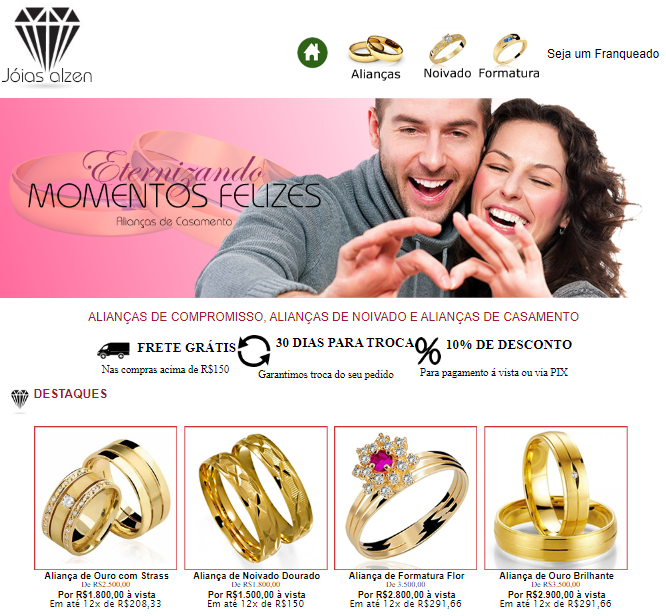 Jóias alzen
Alianças
Noivado
Formatura
Seja um Franqueado
Eternizando
MOMENTOS FELIZES
Alianças de Casamento
ALIANÇAS DE COMPROMISSO, ALIANÇAS DE NOIVADO E ALIANÇAS DE CASAMENTO
FRETE GRÁTIS
Nas compras acima de R$150
30 DIAS PARA TROCA
Garantimos troca do seu pedido
10% DE DESCONTO
Para pagamento á vista ou via PIX
DESTAQUES
Aliança de Ouro com Strass
De R$2.500,00
Por R$1.800,00 à vista
Em até 12x de R$208,33
Aliança de Noivado Dourado
De R$1.800,00
Por R$1.500,00 à vista
Em até 12x de R$150
Aliança de Formatura Flor
De 3.500,00
Por R$2.800,00 à vista
Em até 12x de R$291,66
Aliança de Ouro Brilhante
De R$3.500,00
Por R$2.900,00 à vista
Em até 12x de R$291,66